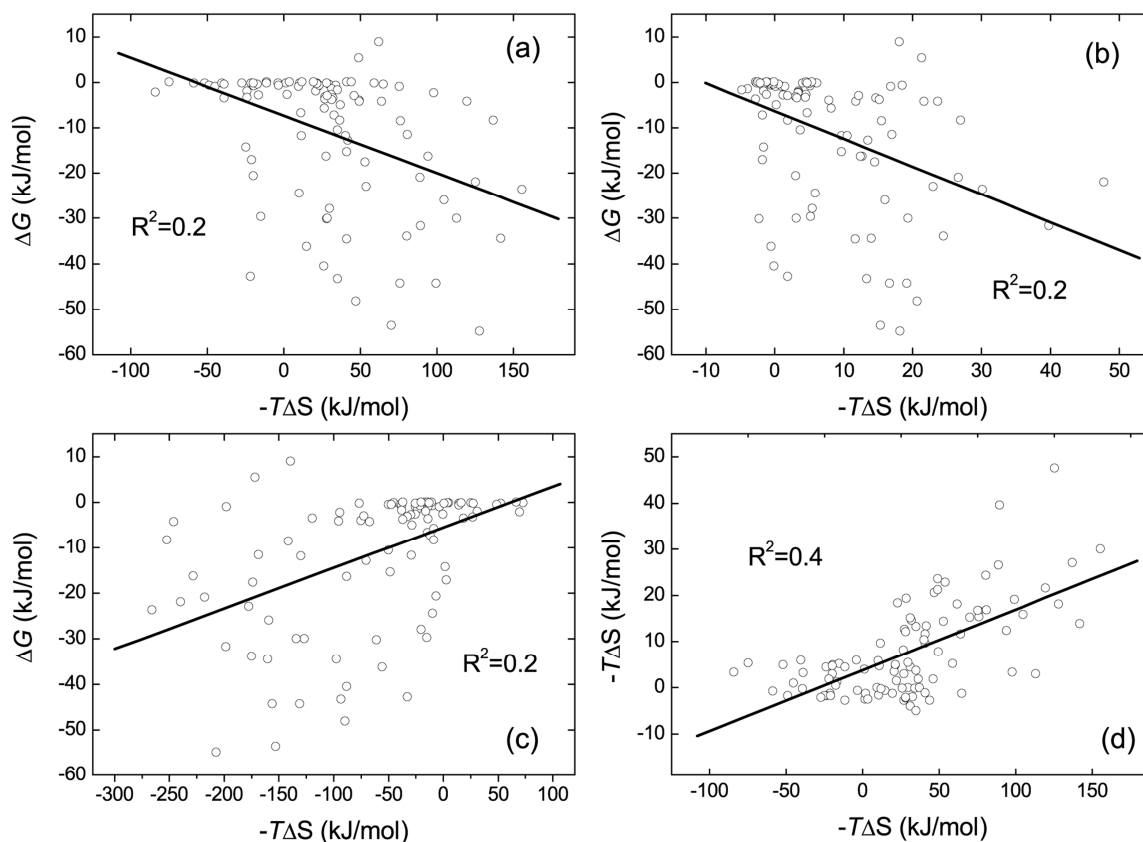 (a)
10
0
-10
-20
-30
-40
-50
-60
ΔG (kJ/mol)
R²=0.2
-100 -50 0 50 100 150
-TΔS (kJ/mol)
(b)
10
0
-10
-20
-30
-40
-50
-60
ΔG (kJ/mol)
R²=0.2
-10 0 10 20 30 40 50
-TΔS (kJ/mol)
(c)
10
0
-10
-20
-30
-40
-50
-60
ΔG (kJ/mol)
R²=0.2
-300 -250 -200 -150 -100 -50 0 50 100
-TΔS (kJ/mol)
(d)
50
40
30
20
10
0
-10
-TΔS (kJ/mol)
R²=0.4
-100 -50 0 50 100 150
-TΔS (kJ/mol)